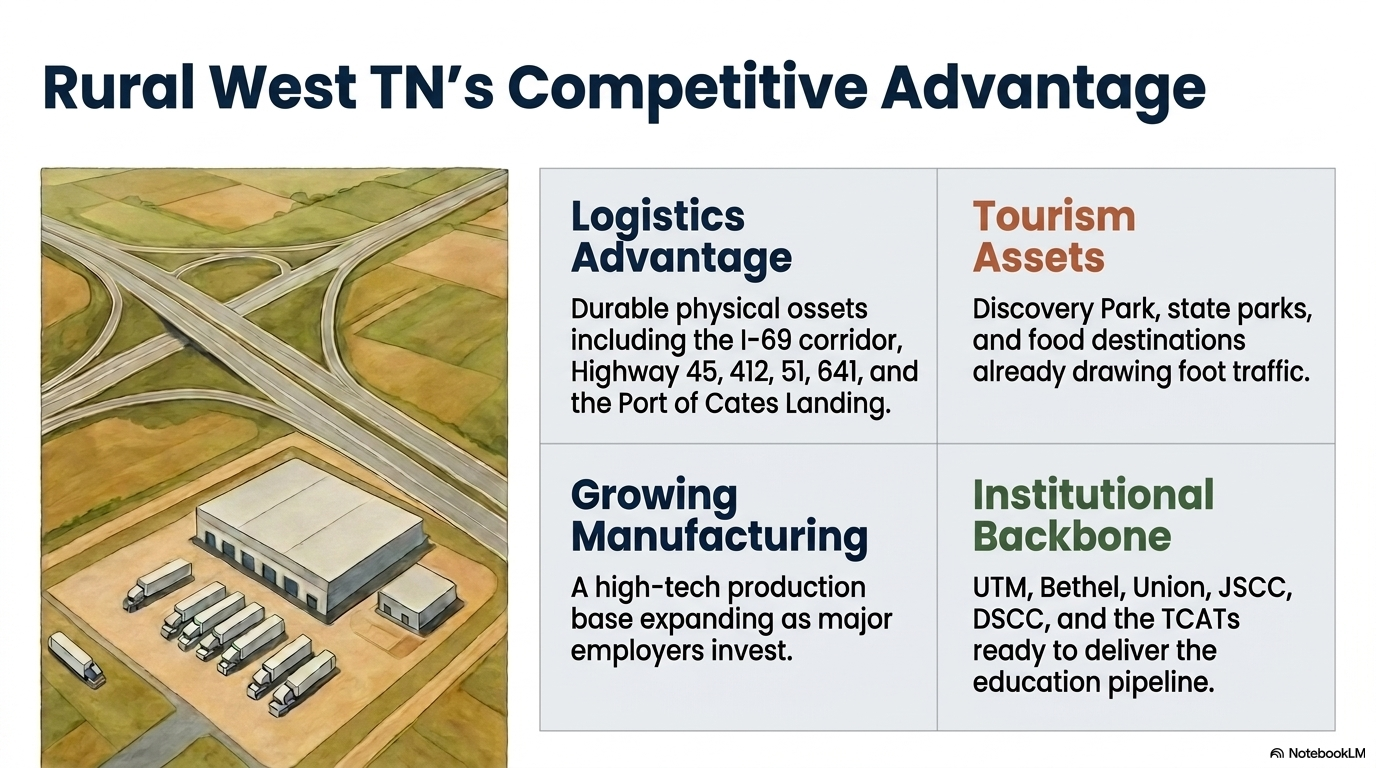 Rural West TN's Competitive Advantage
Logistics
Advantage
Durable physical ossets
including the I-69 corridor,
Highway 45, 412, 51, 641, and
the Port of Cates Landing.
Tourism
Assets
Discovery Park, state parks,
and food destinations
already drawing foot traffic.
Growing
Manufacturing
A high-tech production
base expanding as major
employers invest.
Institutional
Backbone
UTM, Bethel, Union, JSCC,
DSCC, and the TCATs
ready to deliver the
education pipeline.
NotebookLM